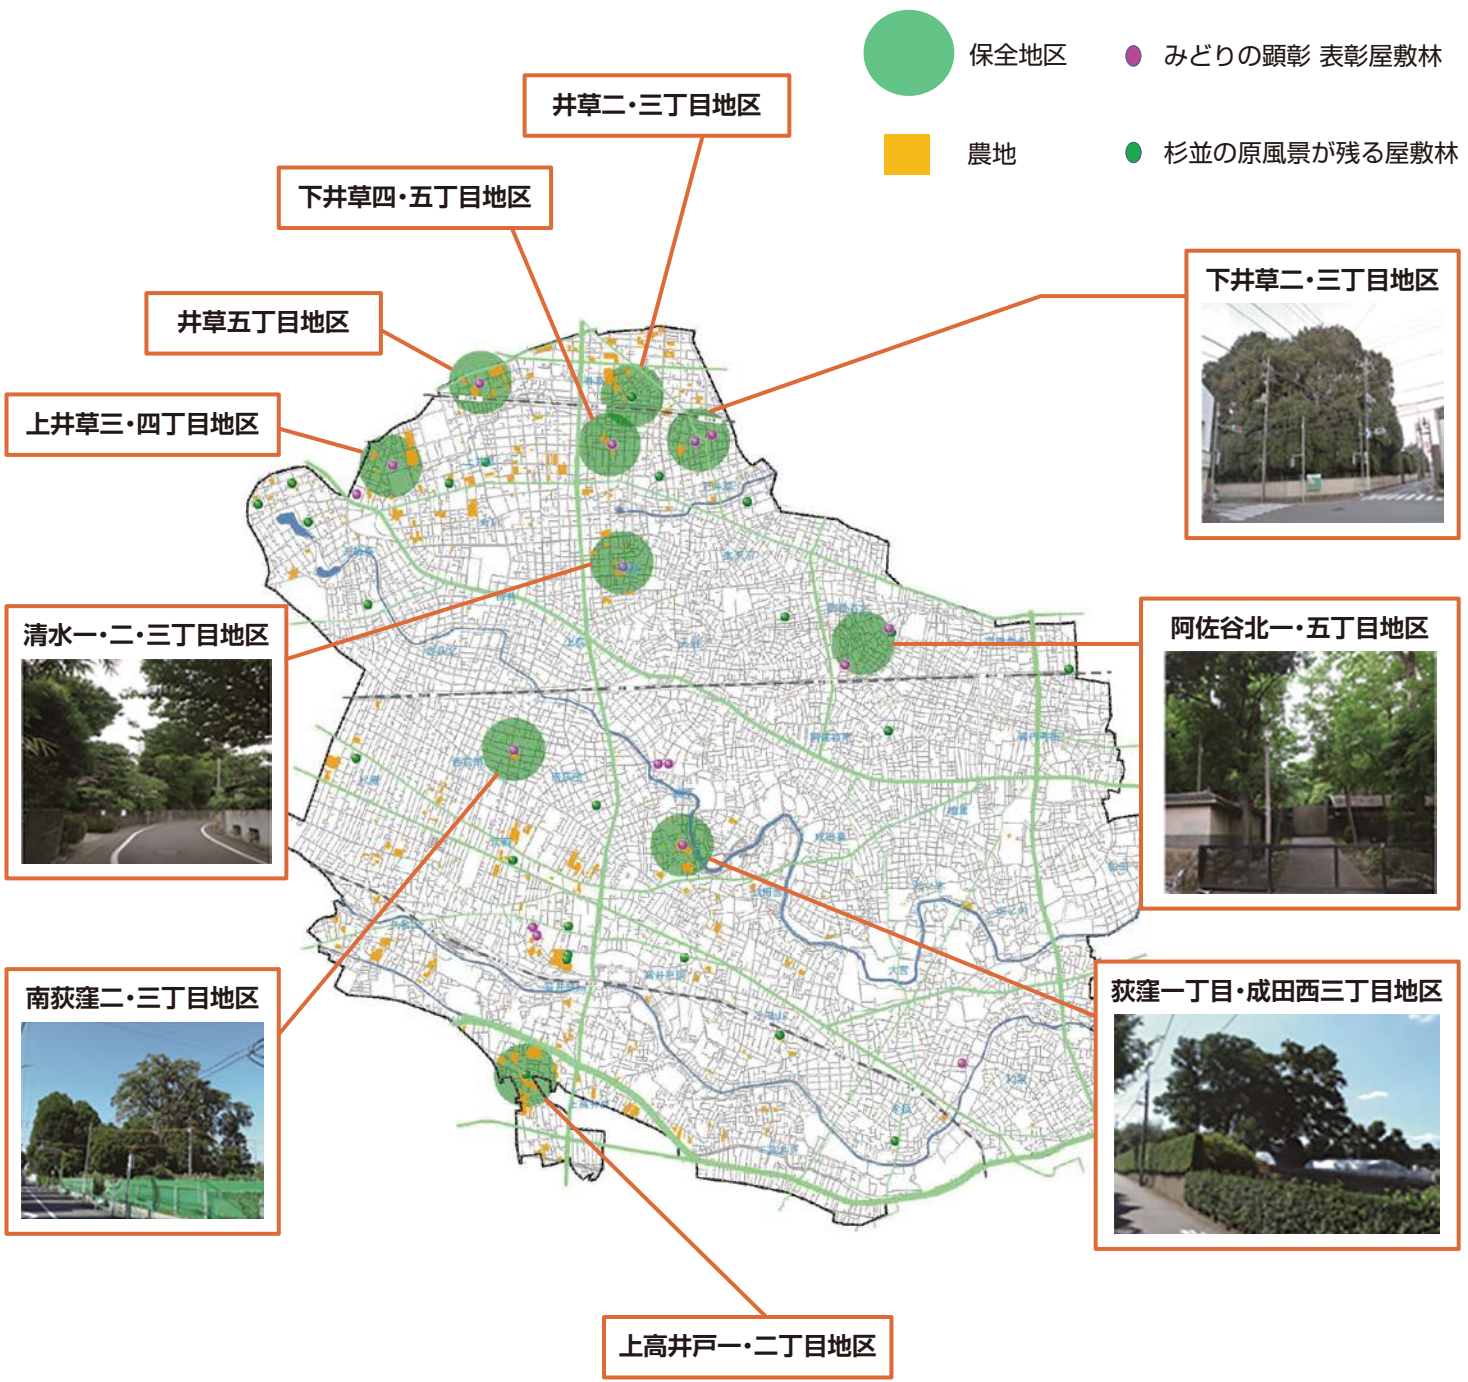 保全地区
みどりの顕彰 表彰屋敷林
農地
杉並の原風景が残る屋敷林
井草二・三丁目地区
下井草四・五丁目地区
井草五丁目地区
上井草三・四丁目地区
下井草二・三丁目地区
清水一・二・三丁目地区
阿佐谷北一・五丁目地区
南荻窪二・三丁目地区
荻窪一丁目・成田西三丁目地区
上高井戸一・二丁目地区